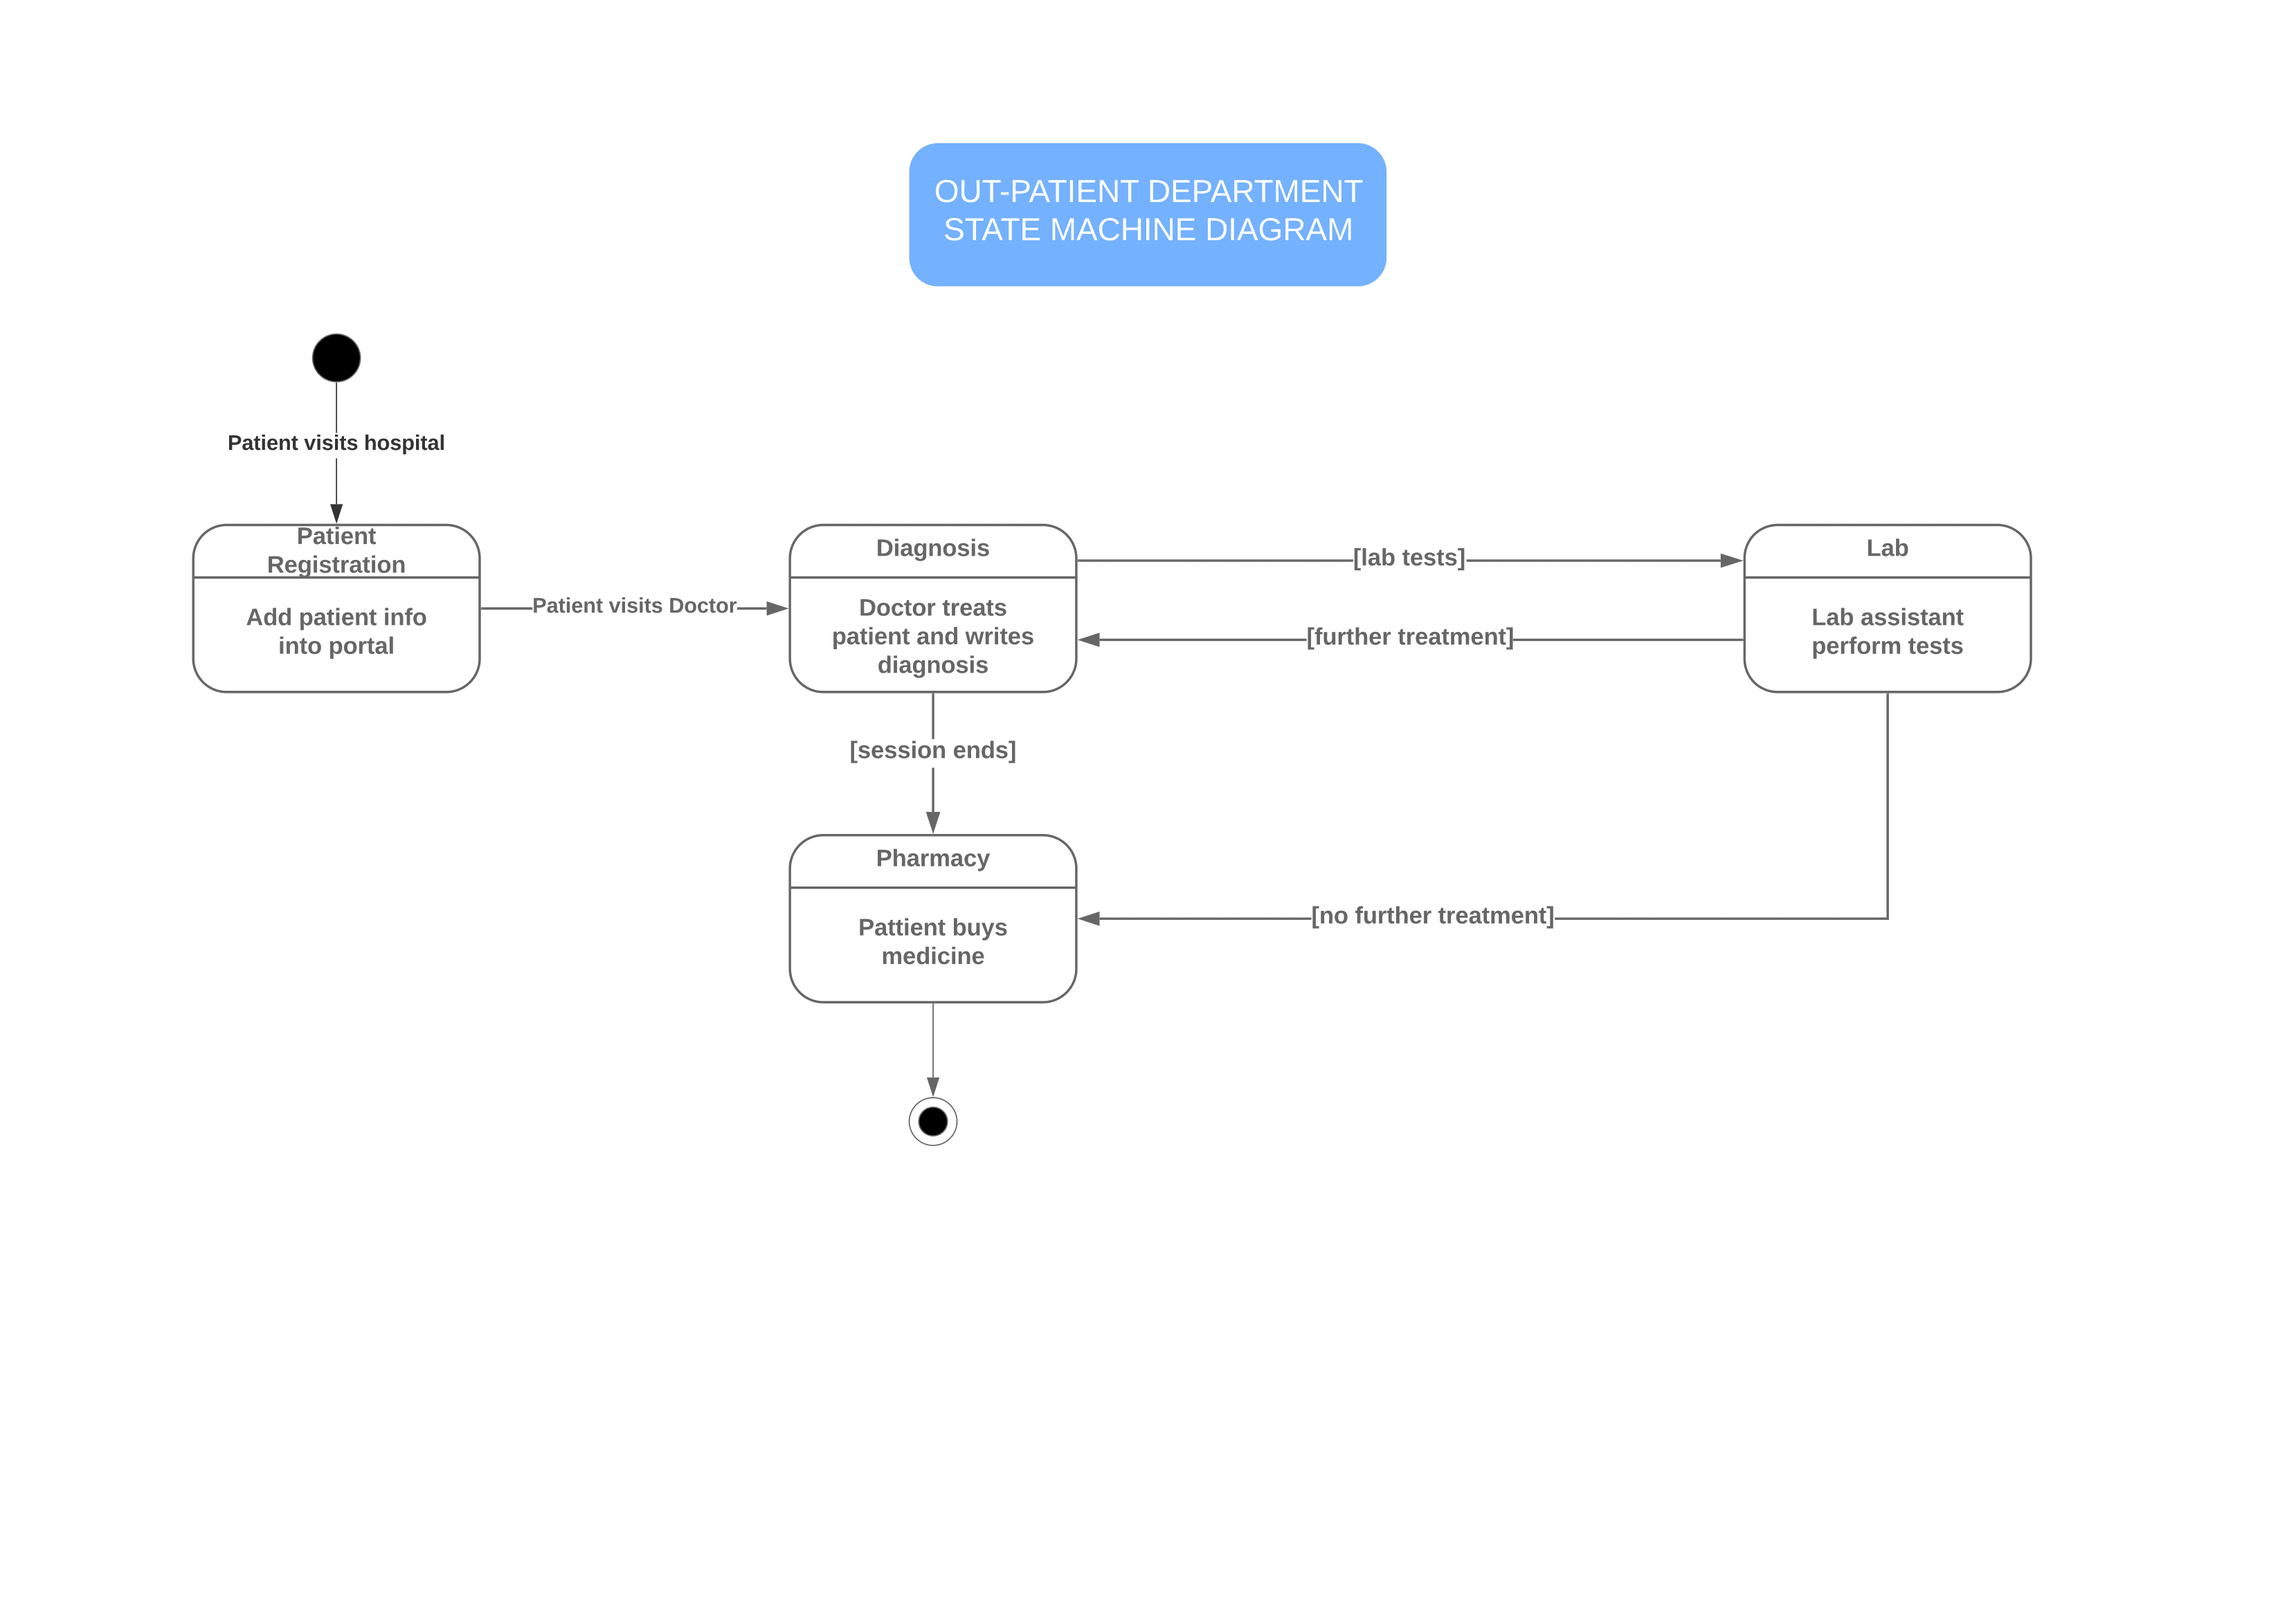 OUT-PATIENT DEPARTMENT
STATE MACHINE DIAGRAM
Patient visits hospital
Patient
Registration
Add patient info
into portal
Patient visits Doctor
Diagnosis
Doctor treats
patient and writes
diagnosis
[lab tests]
[further treatment]
Lab
Lab assistant
perform tests
[session ends]
Pharmacy
Pattient buys
medicine
[no further treatment]